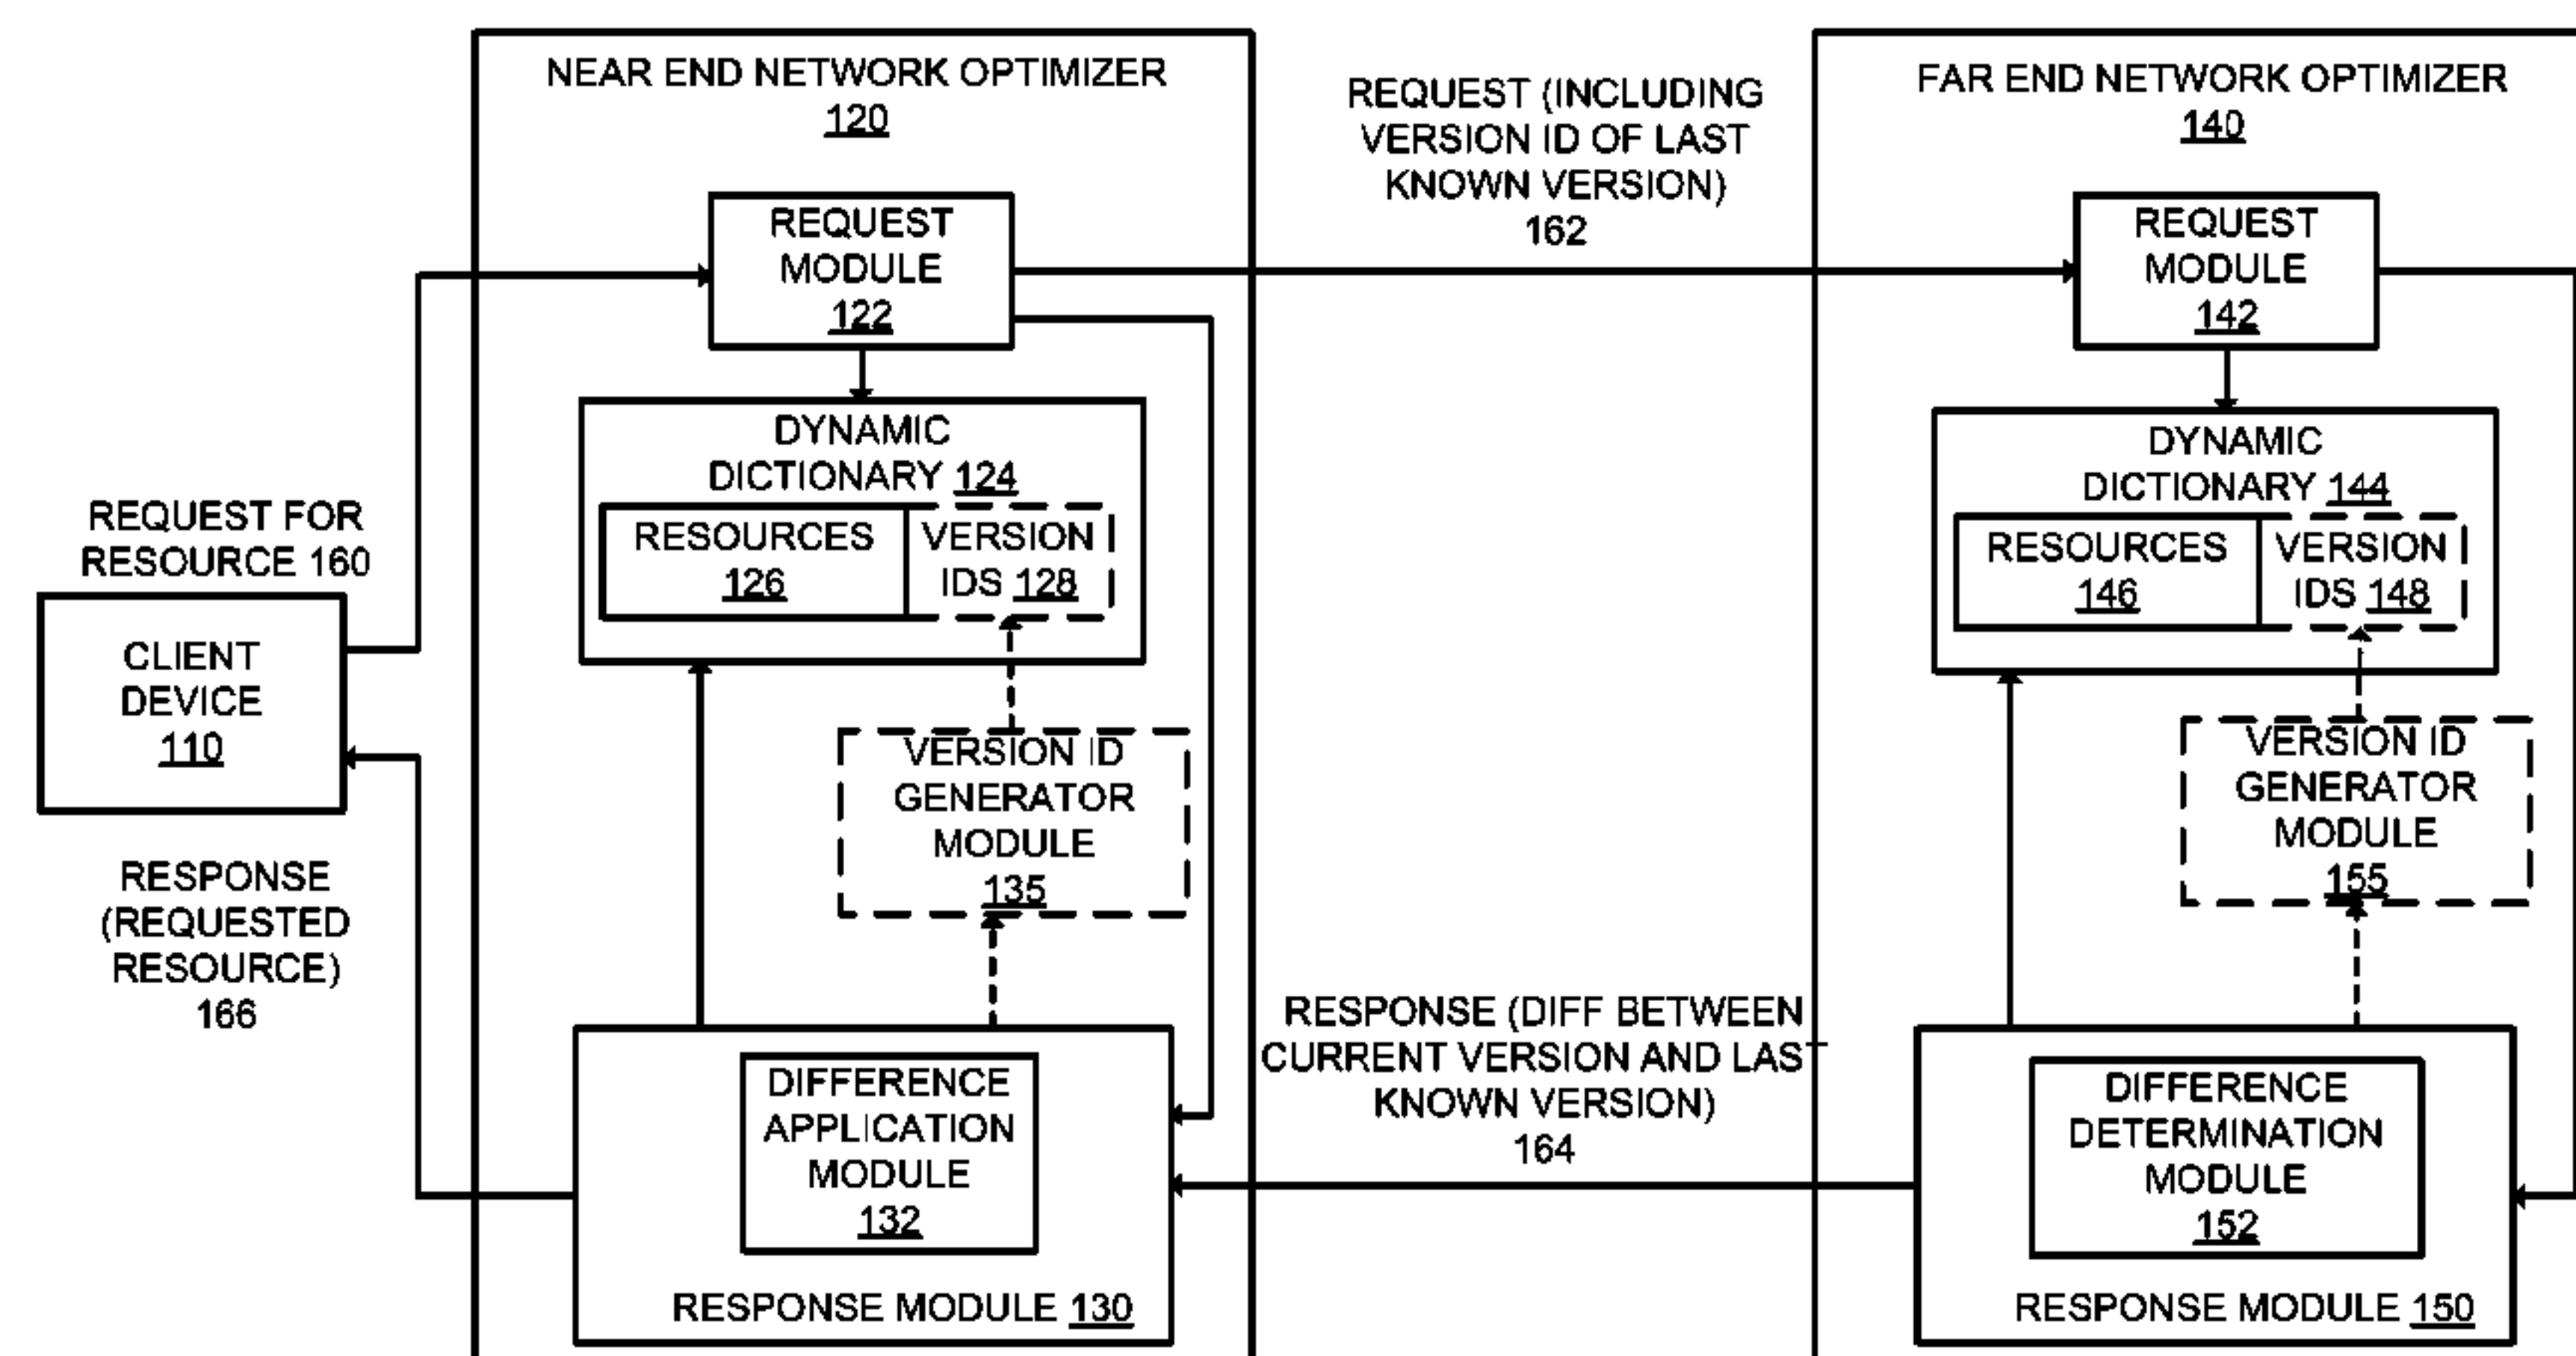 NEAR END NETWORK OPTIMIZER
120
REQUEST
MODULE
122
DYNAMIC
DICTIONARY 124
RESOURCES
126
VERSION
IDS 128
REQUEST FOR
RESOURCE 160
CLIENT
DEVICE
110
RESPONSE
(REQUESTED
RESOURCE)
166
VERSION ID
GENERATOR
MODULE
135
DIFFERENCE
APPLICATION
MODULE
132
RESPONSE MODULE 130
REQUEST (INCLUDING
VERSION ID OF LAST
KNOWN VERSION)
162
RESPONSE (DIFF BETWEEN
CURRENT VERSION AND LAST
KNOWN VERSION)
164
FAR END NETWORK OPTIMIZER
140
REQUEST
MODULE
142
DYNAMIC
DICTIONARY 144
RESOURCES
146
VERSION
IDS 148
VERSION ID
GENERATOR
MODULE
155
DIFFERENCE
DETERMINATION
MODULE
152
RESPONSE MODULE 150